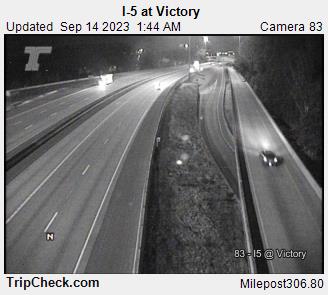 I-5 at Victory
Updated Sep 14 2023 1:44 AM Camera 83
T
N
83 - I5 @ Victory
TripCheck.com Milepost306.80